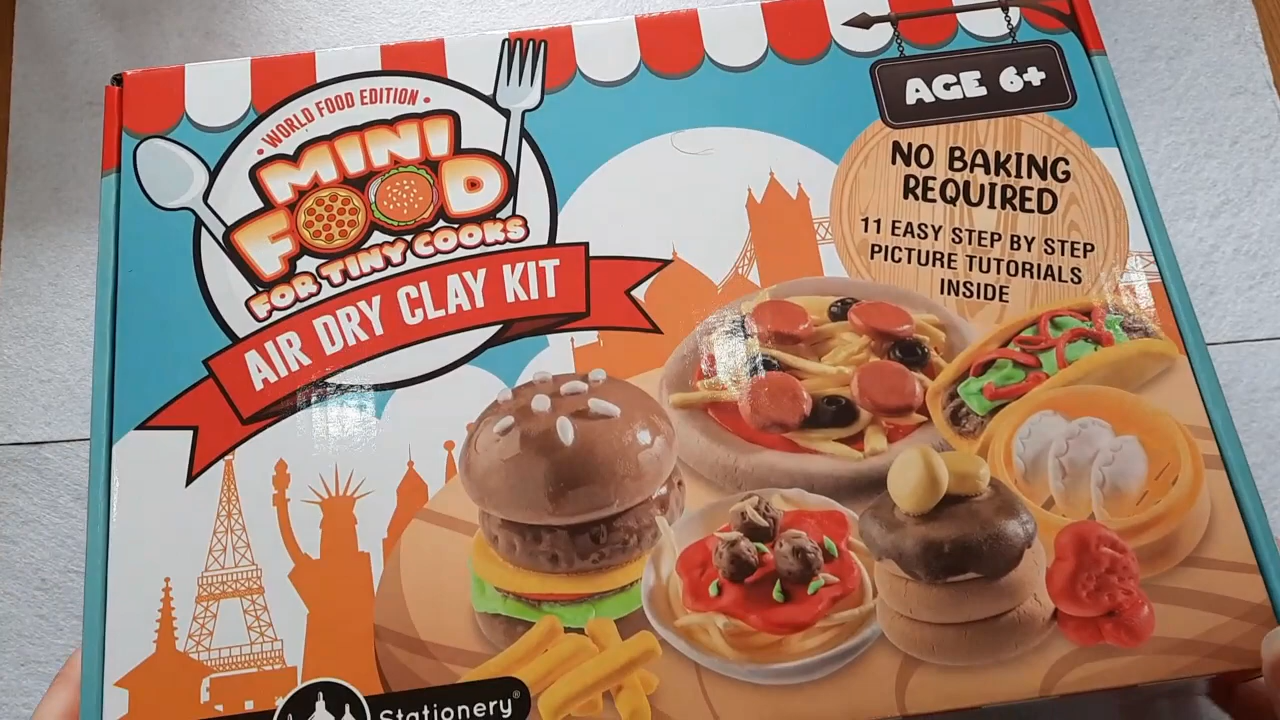 • WORLD FOOD EDITION •
MINI
FOOD
FOR TINY COOKS
AIR DRY CLAY KIT
AGE 6+
NO BAKING
REQUIRED
11 EASY STEP BY STEP
PICTURE TUTORIALS
INSIDE
Stationery®